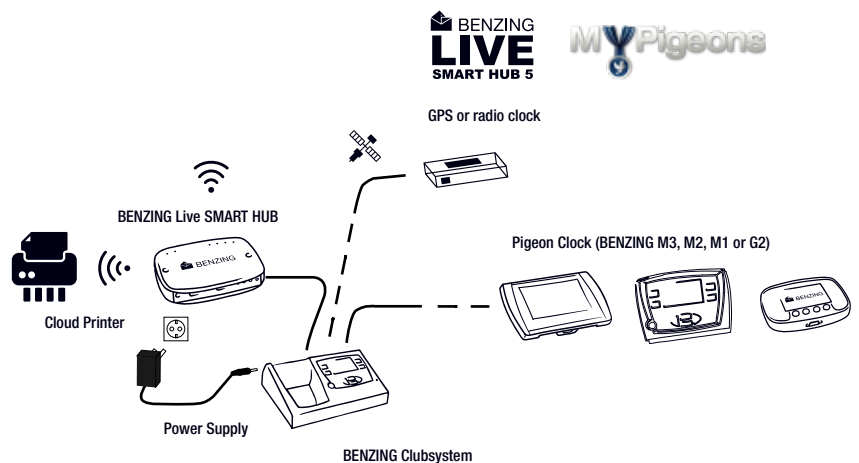 BENZING
LIVE
SMART HUB 5
MYPigeons
GPS or radio clock
BENZING Live SMART HUB
BENZING
Pigeon Clock (BENZING M3, M2, M1 or G2)
BENZING
Cloud Printer
Power Supply
BENZING Clubsystem